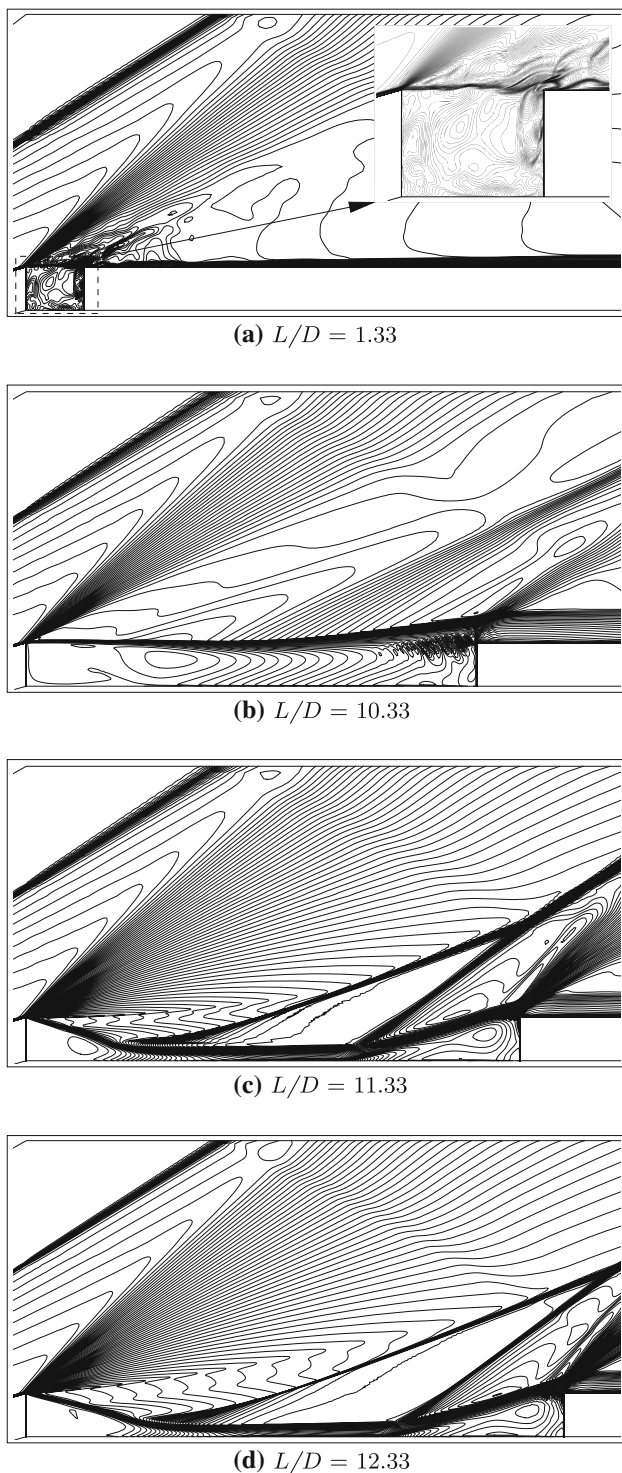 (a) L/D = 1.33
(b) L/D = 10.33
(c) L/D = 11.33
(d) L/D = 12.33